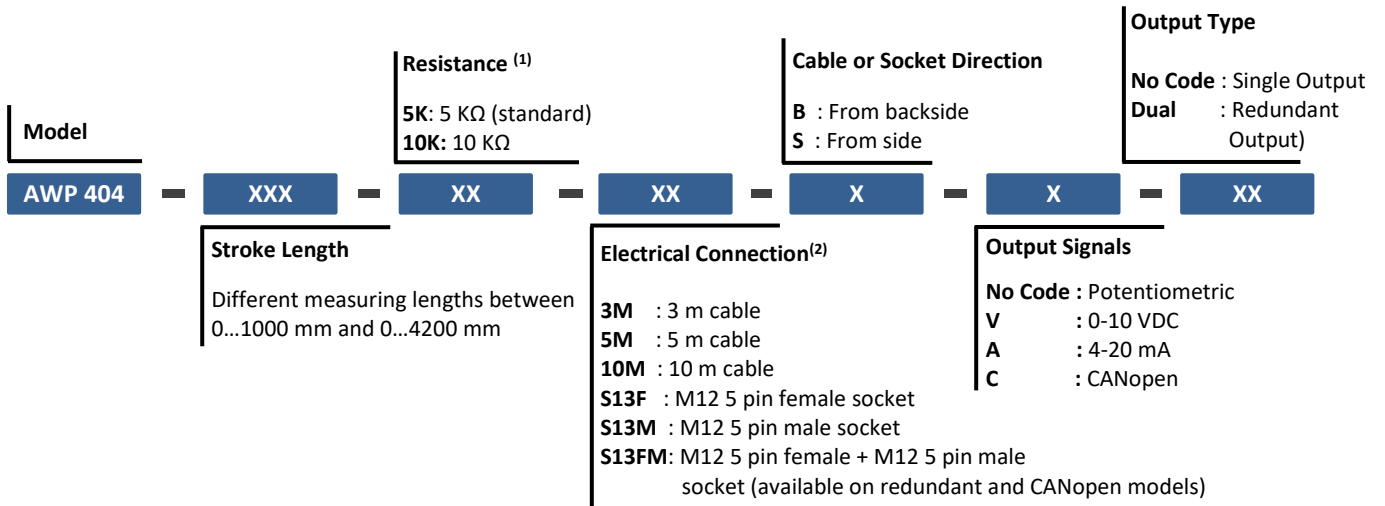 Output Type
No Code : Single Output
Dual : Redundant
Output)
Resistance (1)
5K: 5 KΩ (standard)
10K: 10 KΩ
Cable or Socket Direction
B : From backside
S : From side
Model
AWP 404 – XXX – XX – XX – X – X – XX
Stroke Length
Different measuring lengths between
0...1000 mm and 0...4200 mm
Electrical Connection(2)
3M : 3 m cable
5M : 5 m cable
10M : 10 m cable
S13F : M12 5 pin female socket
S13M : M12 5 pin male socket
S13FM: M12 5 pin female + M12 5 pin male
socket (available on redundant and CANopen models)
Output Signals
No Code : Potentiometric
V : 0-10 VDC
A : 4-20 mA
C : CANopen